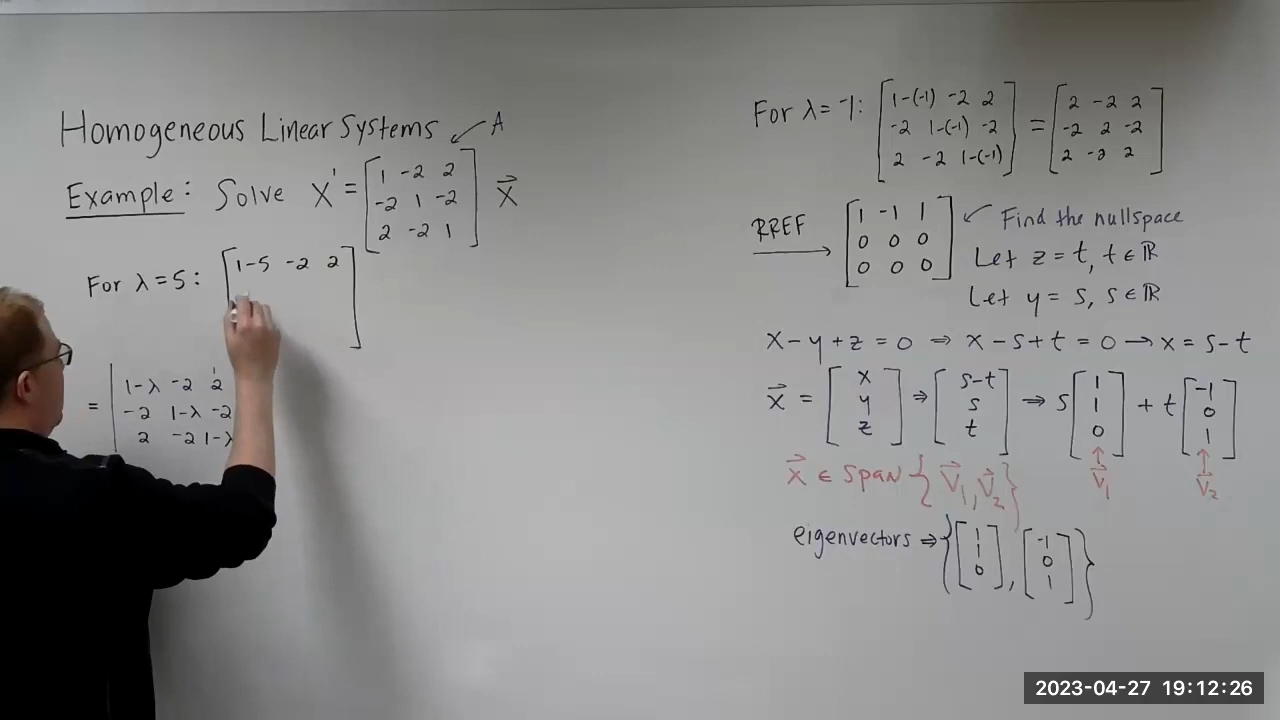 Homogeneous Linear Systems ↙ A
Example: Solve X' = [1 -2 2
-2 1 -2
2 -2 1] X⃗
For λ = 5: [1-5 -2 2
= | 1-λ -2 2
-2 1-λ -2
2 -2 1-λ
For λ = -1: [1-(-1) -2 2
-2 1-(-1) -2
2 -2 1-(-1)] = [2 -2 2
-2 2 -2
2 -2 2]
RREF → [1 -1 1
0 0 0
0 0 0] ↙ Find the nullspace
Let z = t, t ∈ ℝ
Let y = s, s ∈ ℝ
x - y + z = 0 ⇒ x - s + t = 0 → x = s - t
x⃗ = [x
y
z] ⇒ [s-t
s
t] ⇒ s [1
1
0] + t [-1
0
1]
↑ V⃗₁ ↑ V⃗₂
x⃗ ∈ span { V⃗₁, V⃗₂ }
eigenvectors ⇒ { [1
1
0], [-1
0
1] }
2023-04-27 19:12:26